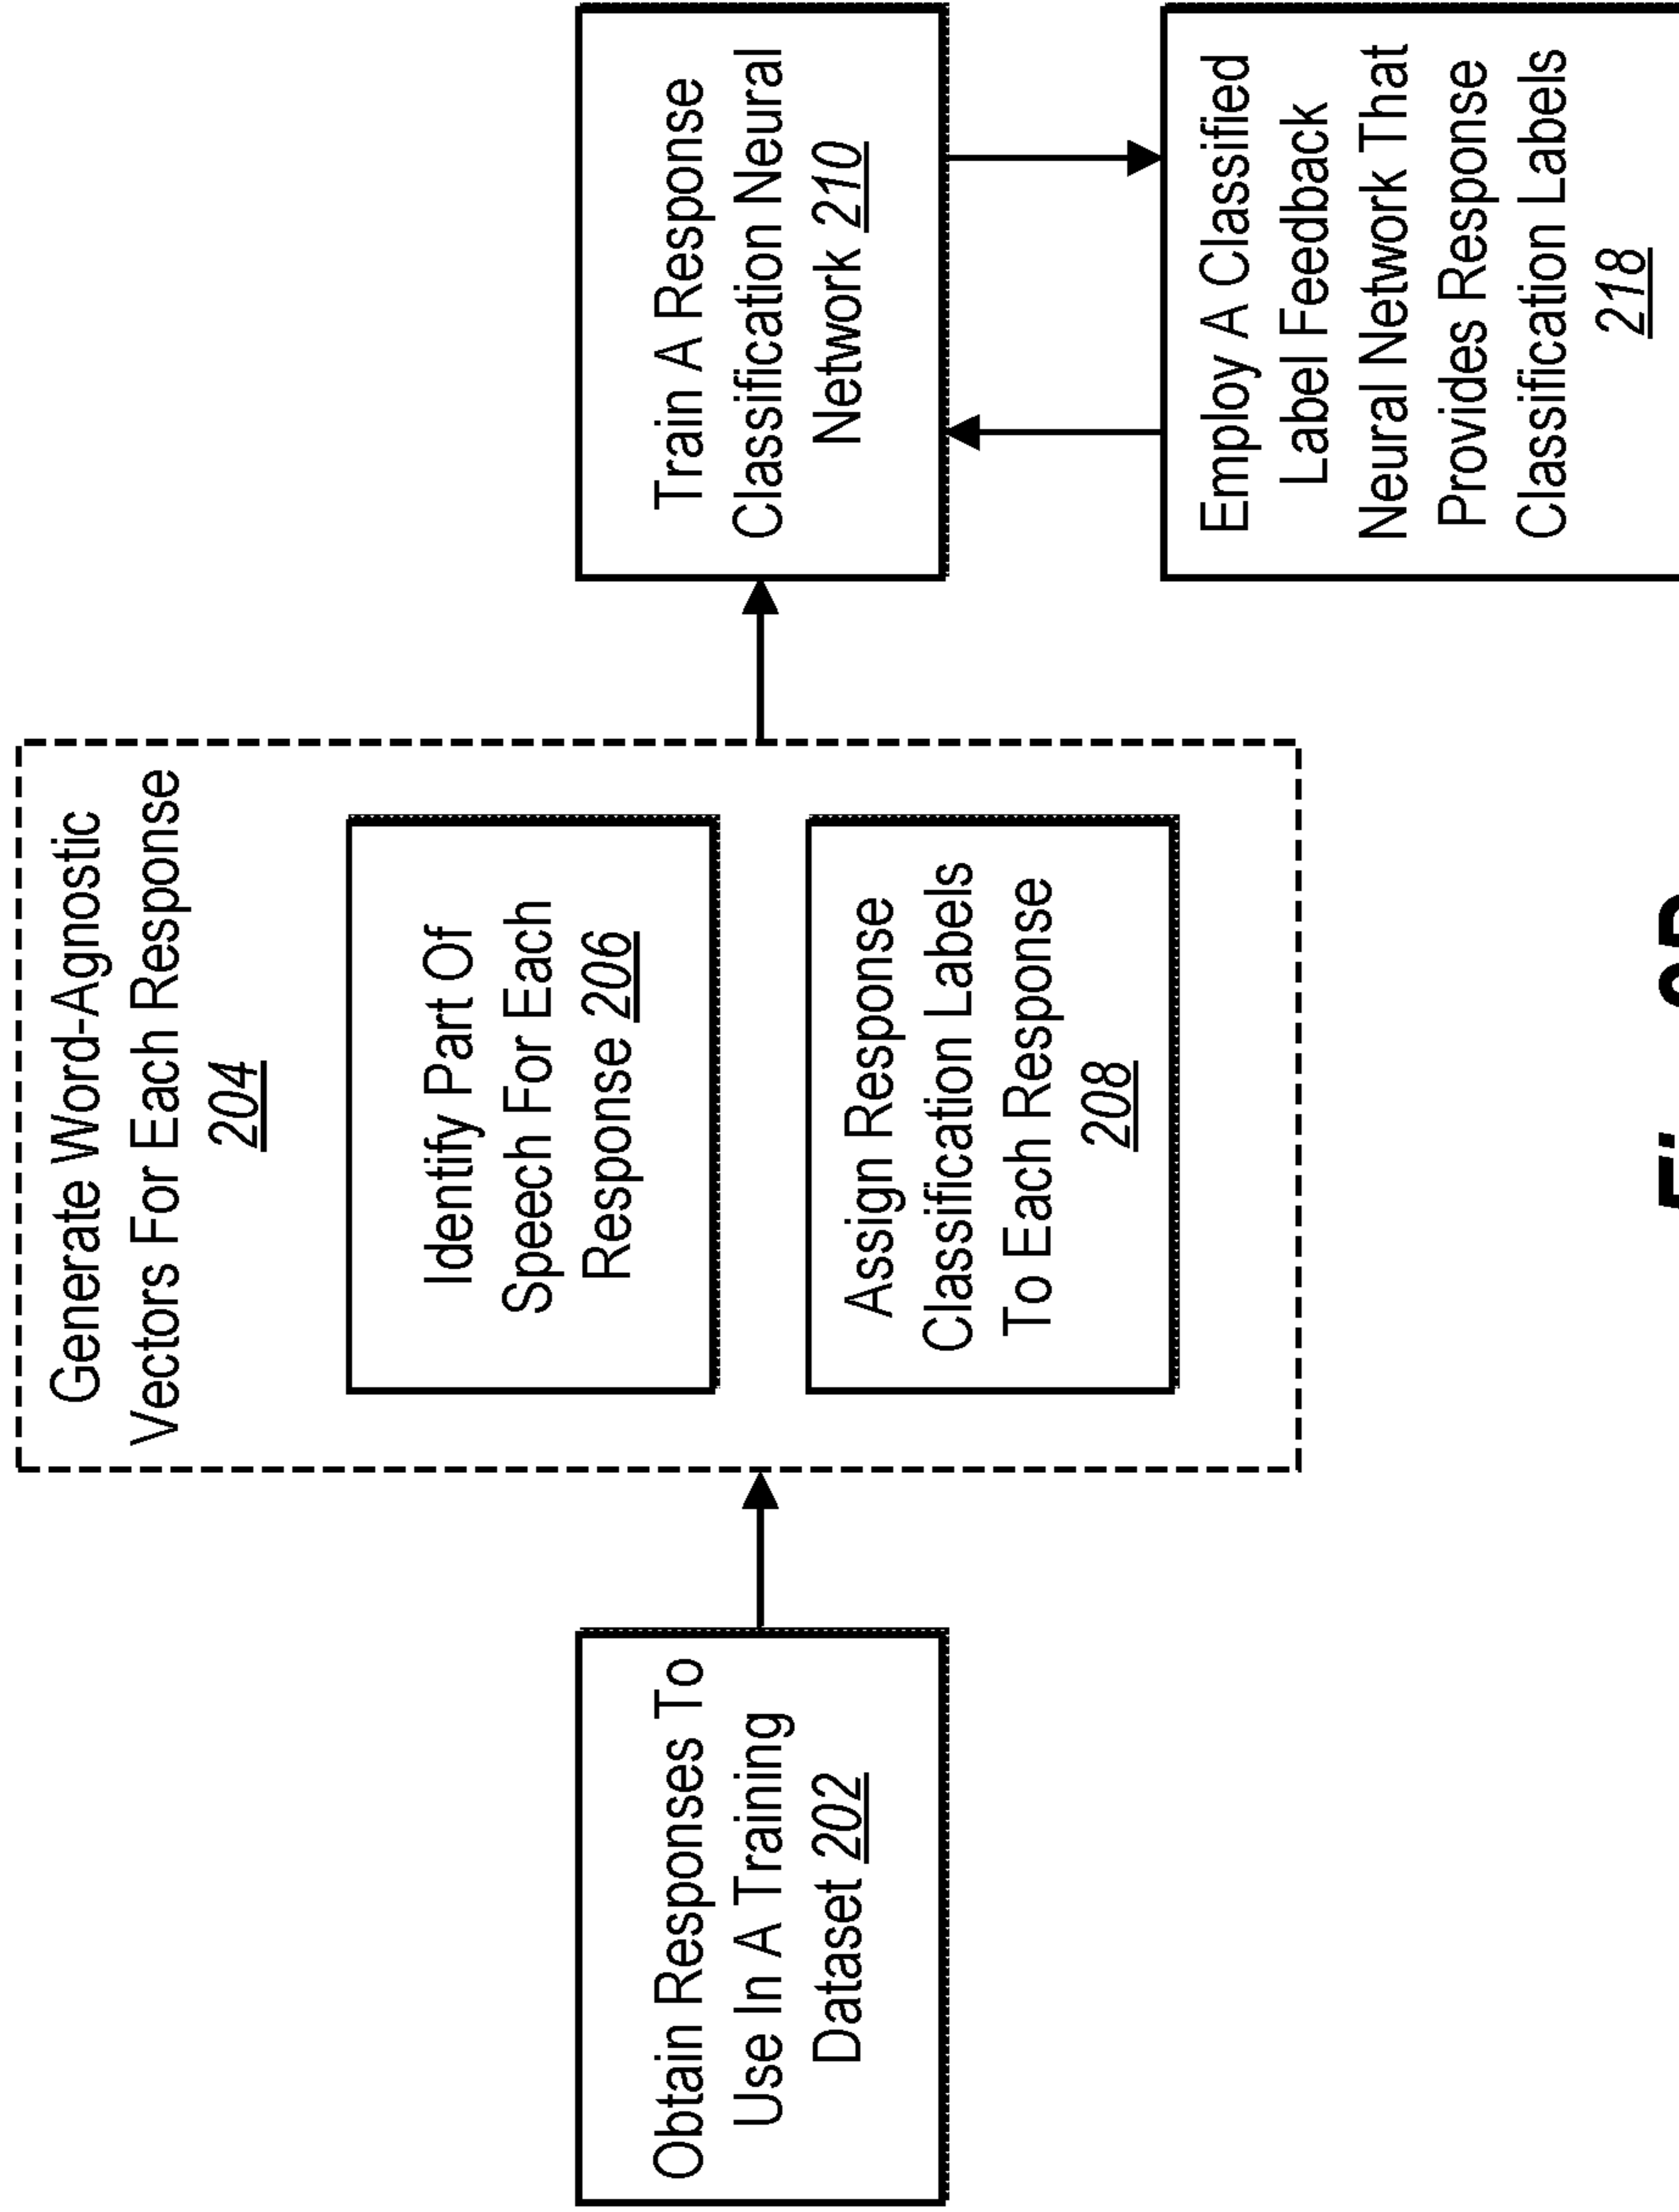 Obtain Responses To
Use In A Training
Dataset 202
Generate Word-Agnostic
Vectors For Each Response
204
Identify Part Of
Speech For Each
Response 206
Assign Response
Classification Labels
To Each Response
208
Train A Response
Classification Neural
Network 210
Employ A Classified
Label Feedback
Neural Network That
Provides Response
Classification Labels
218